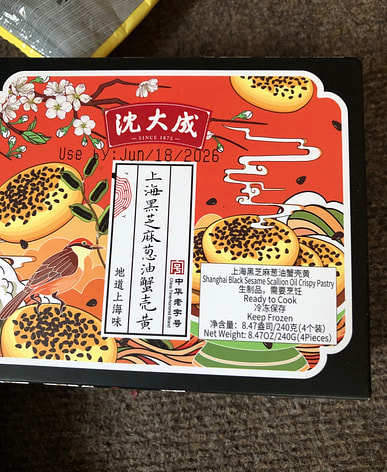 沈大成
SINCE 1875
Use by:Jun/18/2026
上海黑芝麻葱油蟹壳黄
地道上海味
中华老字号
China Time-honored Brand
上海黑芝麻葱油蟹壳黄
Shanghai Black Sesame Scallion Oil Crispy Pastry
生制品，需要烹饪
Ready to Cook
冷冻保存
Keep Frozen
净含量：8.47盎司/240克(4个装)
Net Weight: 8.47OZ/240G(4Pieces)